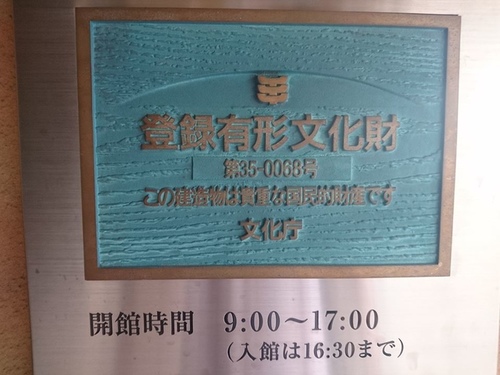 登録有形文化財
第35-0068号
この建造物は貴重な国民的財産です
文化庁
開館時間 9:00～17:00
（入館は16:30まで）